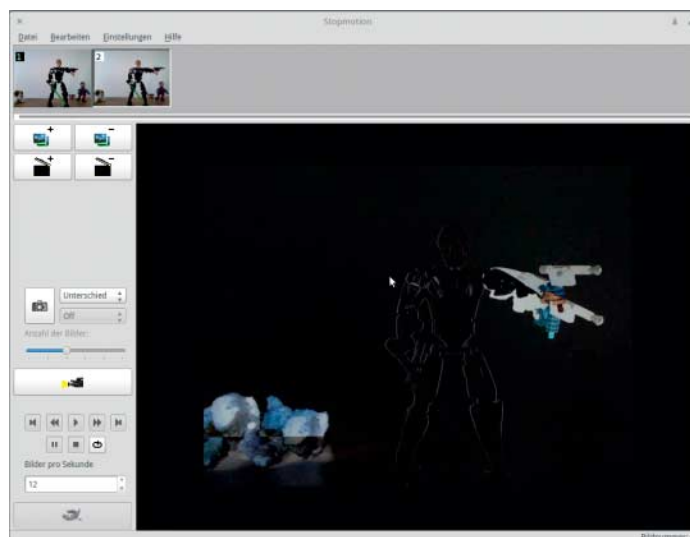 Stopmotion
Datei Bearbeiten Einstellungen Hilfe
1 2
Unterschied
Off
Anzahl der Bilder:
Bilder pro Sekunde
12